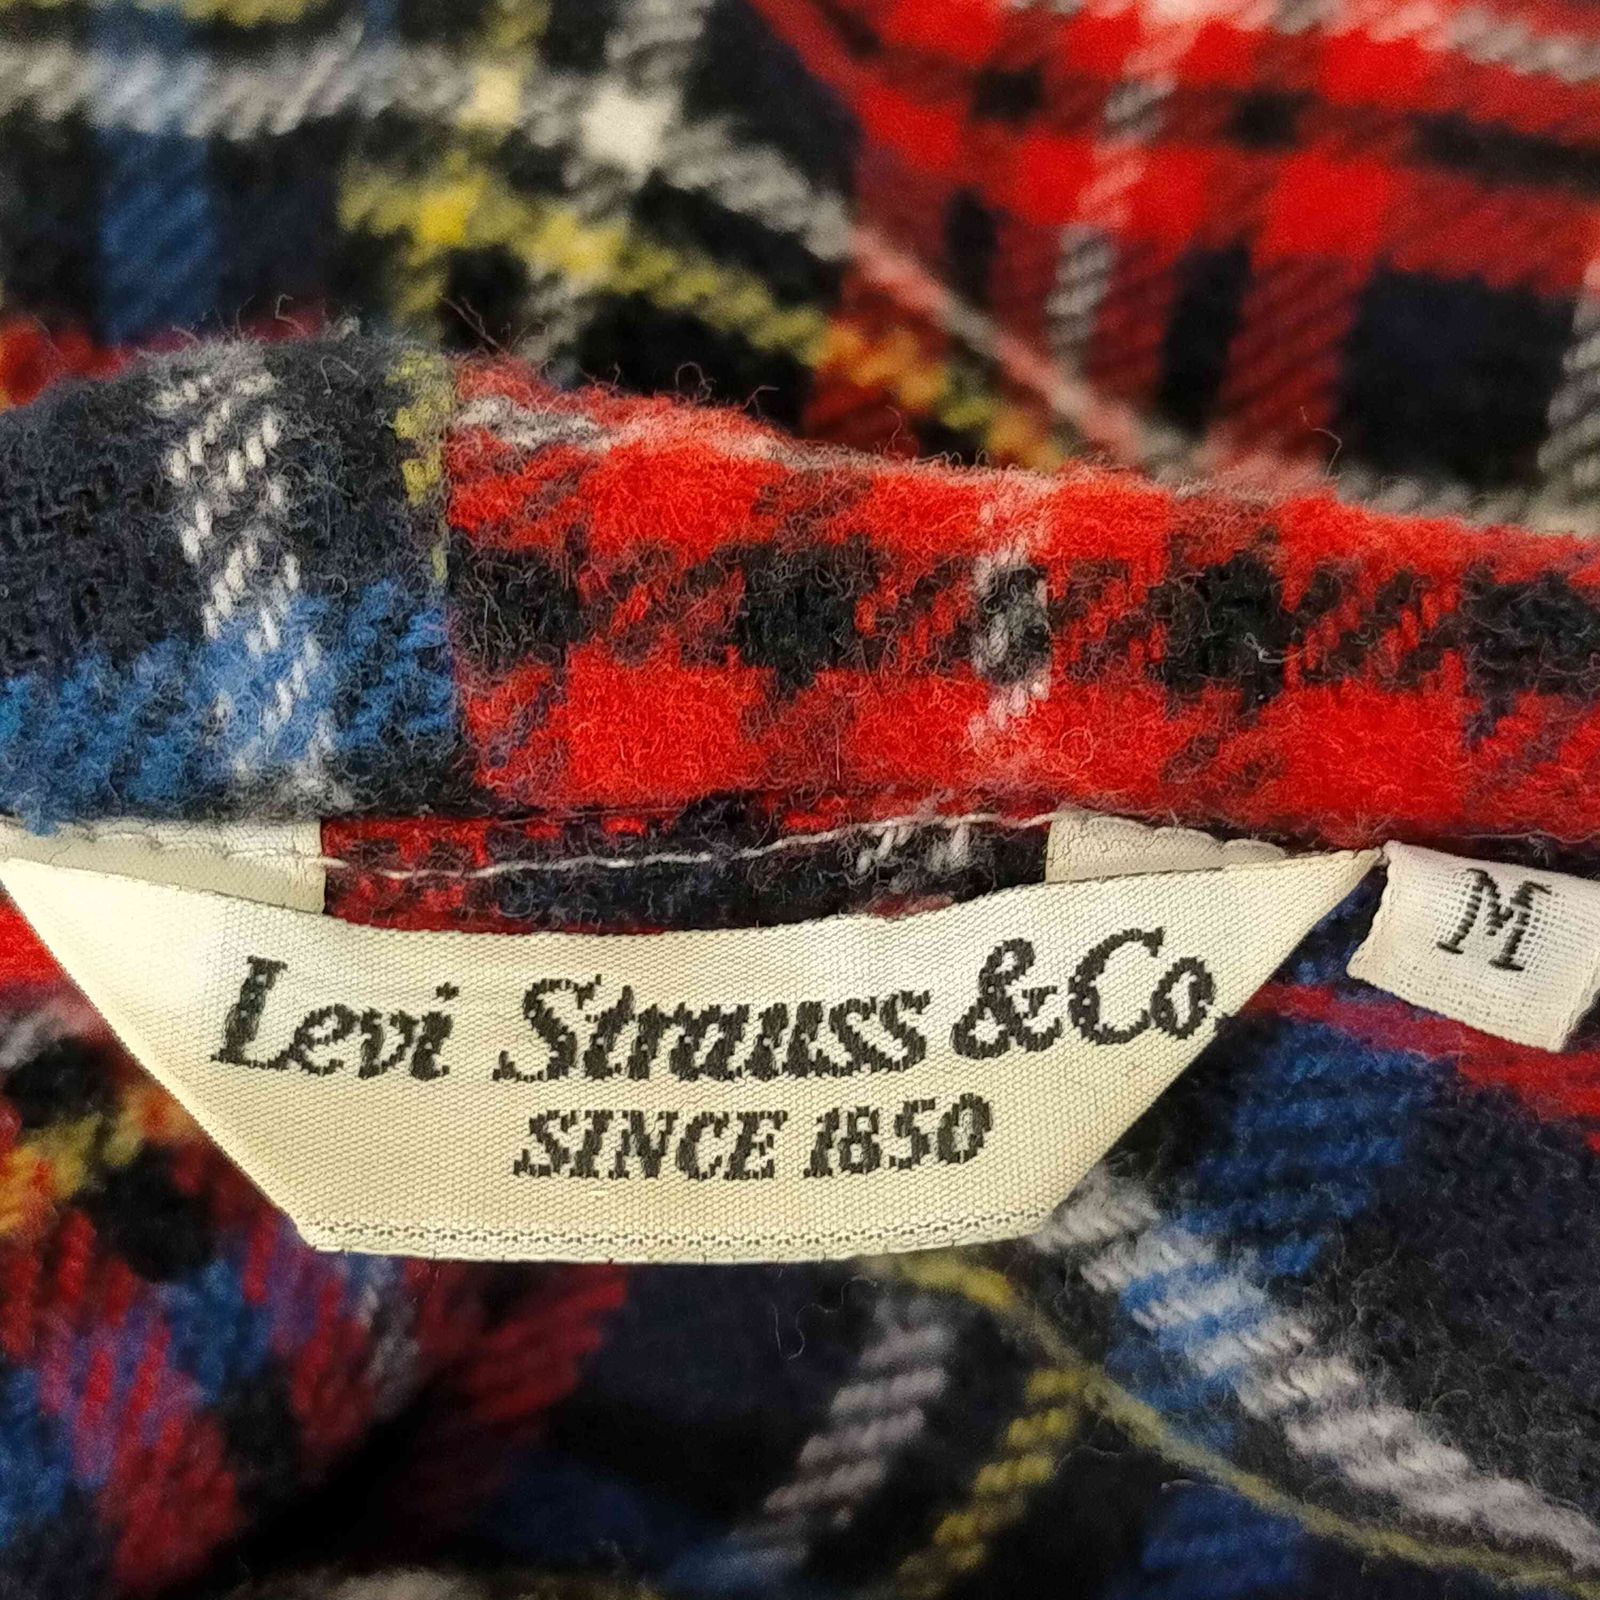 Levi Strauss & Co
SINCE 1850
M